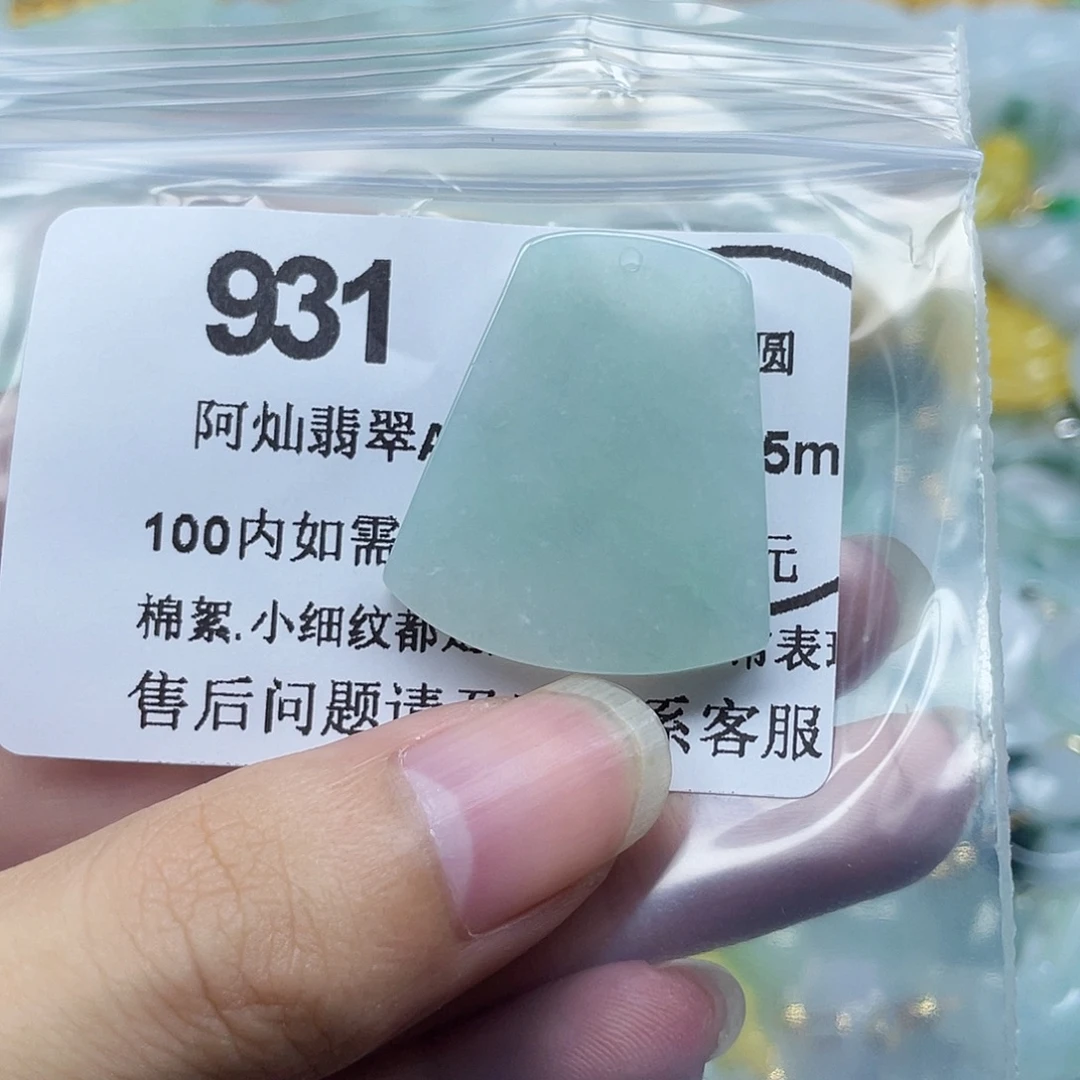 931
圆
阿灿翡翠A
5m
100内如需
元
棉絮.小细纹都
表
售后问题请 系客服